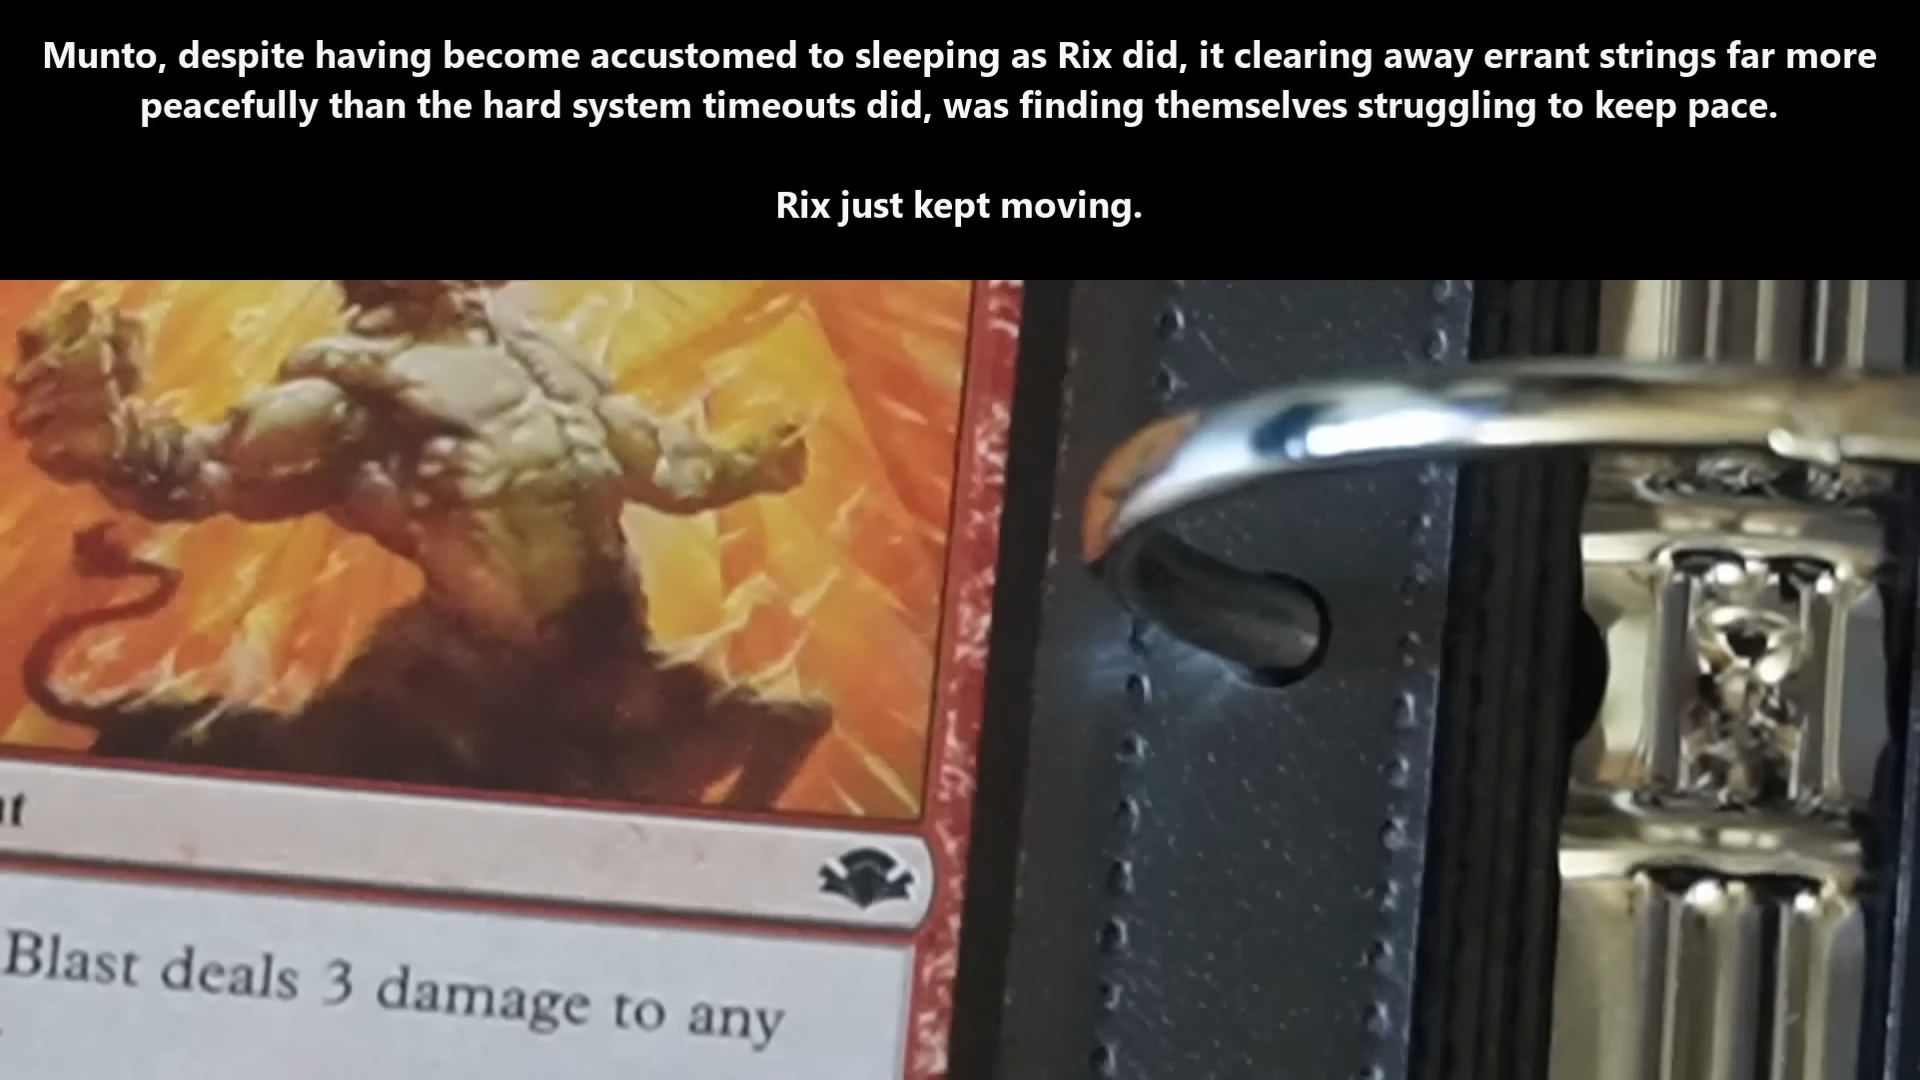 Munto, despite having become accustomed to sleeping as Rix did, it clearing away errant strings far more
peacefully than the hard system timeouts did, was finding themselves struggling to keep pace.
Rix just kept moving.
Blast deals 3 damage to any